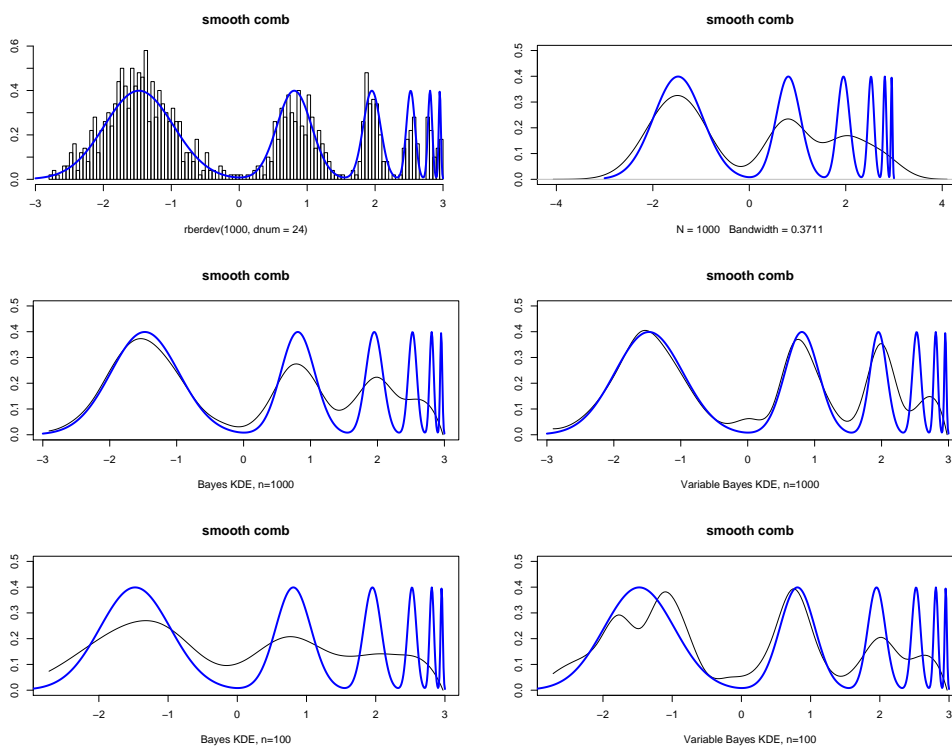 smooth comb
0.0 0.2 0.4 0.6
−3 −2 −1 0 1 2 3
rberdev(1000, dnum = 24)
smooth comb
0.0 0.1 0.2 0.3 0.4 0.5
−4 −2 0 2 4
N = 1000 Bandwidth = 0.3711
smooth comb
0.0 0.1 0.2 0.3 0.4 0.5
−3 −2 −1 0 1 2 3
Bayes KDE, n=1000
smooth comb
0.0 0.1 0.2 0.3 0.4 0.5
−3 −2 −1 0 1 2 3
Variable Bayes KDE, n=1000
smooth comb
0.0 0.1 0.2 0.3 0.4 0.5
−2 −1 0 1 2 3
Bayes KDE, n=100
smooth comb
0.0 0.1 0.2 0.3 0.4 0.5
−2 −1 0 1 2 3
Variable Bayes KDE, n=100